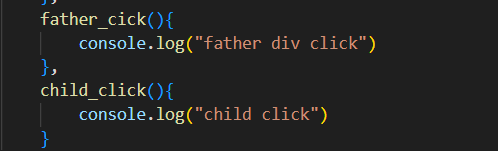 },
father_cick(){
console.log("father div click")
},
child_click(){
console.log("child click")
}